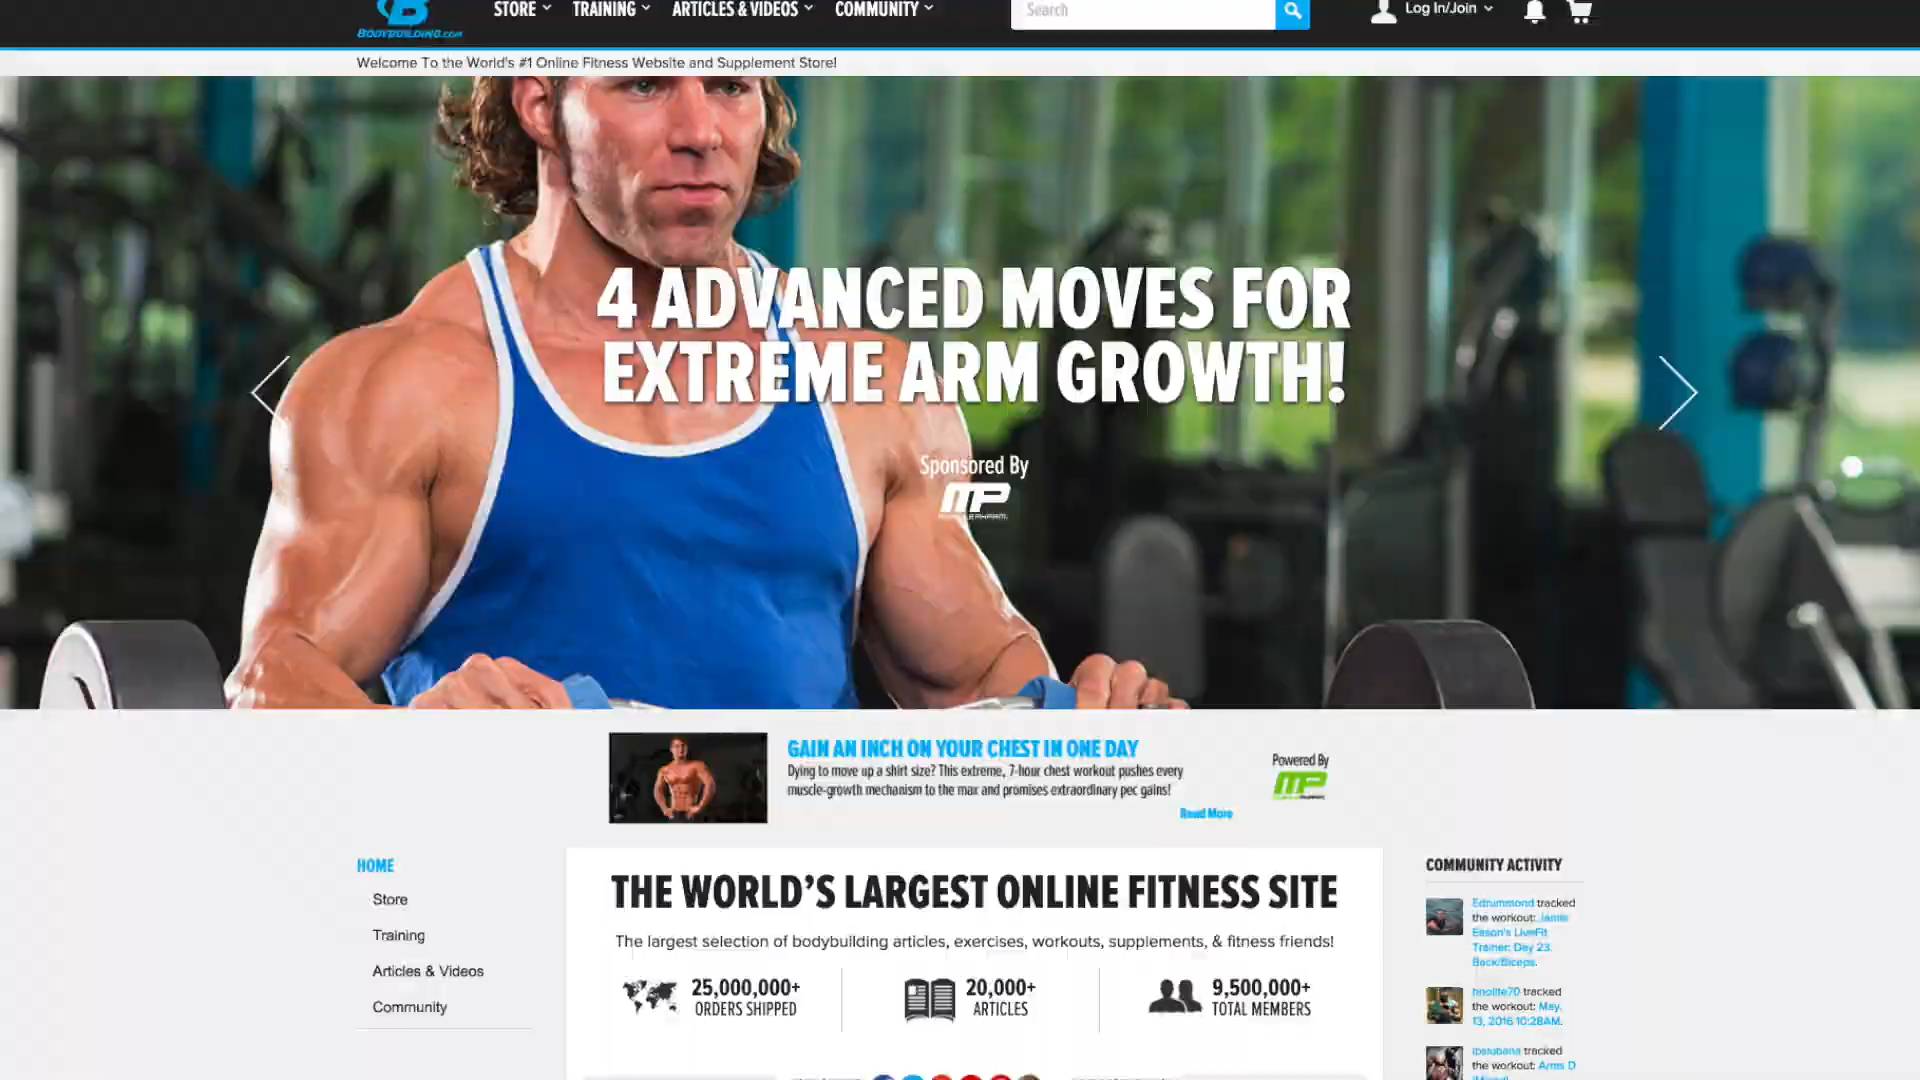 BODYBUILDING.COM
STORE
TRAINING
ARTICLES & VIDEOS
COMMUNITY
Search
Log In/Join
Welcome To the World's #1 Online Fitness Website and Supplement Store!
4 ADVANCED MOVES FOR
EXTREME ARM GROWTH!
Sponsored By
MP
GAIN AN INCH ON YOUR CHEST IN ONE DAY
Dying to move up a shirt size? This extreme, 7-hour chest workout pushes every
muscle-growth mechanism to the max and promises extraordinary pec gains!
Read More
Powered By
MP
HOME
Store
Training
Articles & Videos
Community
THE WORLD'S LARGEST ONLINE FITNESS SITE
The largest selection of bodybuilding articles, exercises, workouts, supplements, & fitness friends!
25,000,000+
ORDERS SHIPPED
20,000+
ARTICLES
9,500,000+
TOTAL MEMBERS
COMMUNITY ACTIVITY
Edrummond tracked
the workout: Jamie
Eason's LiveFit
Trainer: Day 23,
Back/Biceps.
tracked
the workout: May
13, 2016 10:28AM.
tracked
the workout: Arms D